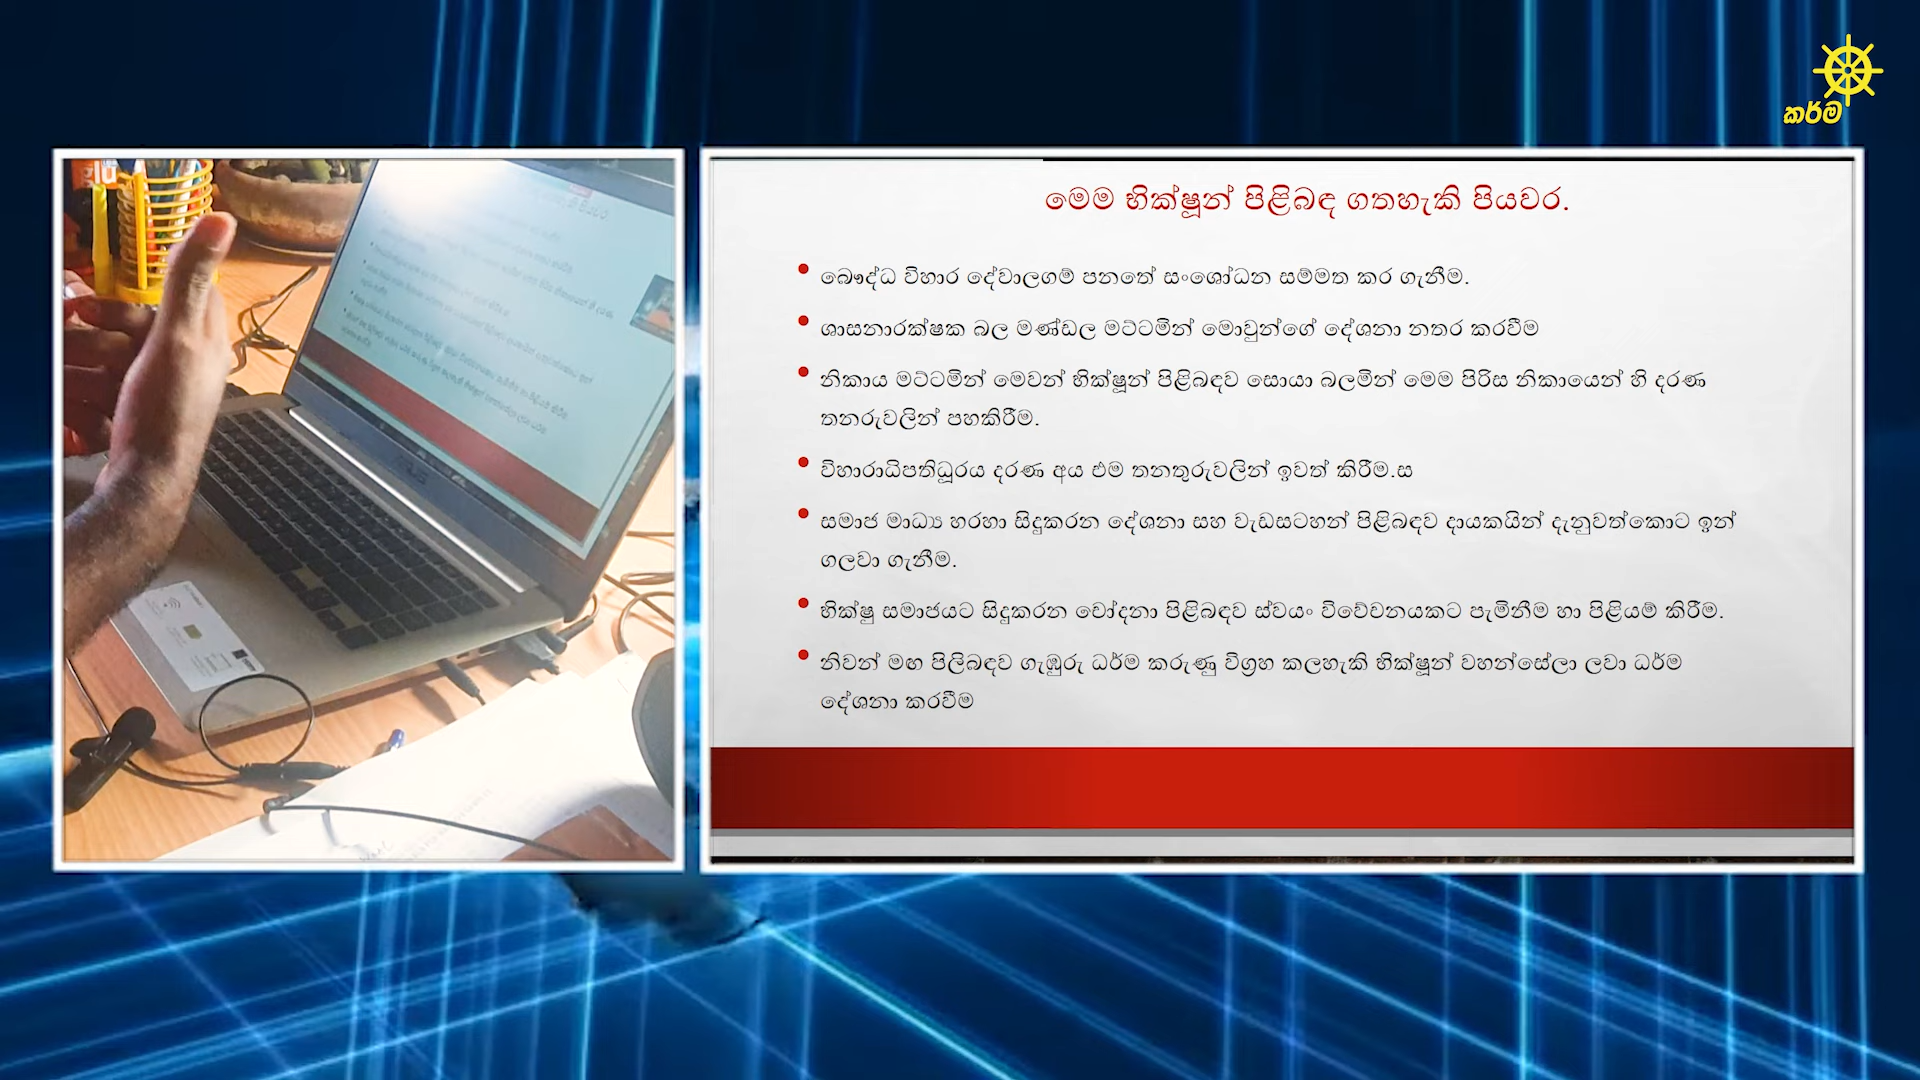 කර්ම
මෙම භික්ෂූන් පිළිබඳ ගතහැකි පියවර.
බෞද්ධ විහාර දේවාලගම් පනතේ සංශෝධන සම්මත කර ගැනීම.
ශාසනාරක්ෂක බල මණ්ඩල මට්ටමින් මොවුන්ගේ දේශනා නතර කරවීම
නිකාය මට්ටමින් මෙවන් භික්ෂූන් පිළිබඳව සොයා බලමින් මෙම පිරිස නිකායෙන් හි දරණ
තනරුවලින් පහකිරීම.
විහාරාධිපතිධූරය දරණ අය එම තනතුරුවලින් ඉවත් කිරීම.ස
සමාජ මාධ්‍ය හරහා සිදුකරන දේශනා සහ වැඩසටහන් පිළිබඳව දායකයින් දැනුවත්කොට ඉන්
ගලවා ගැනීම.
භික්ෂු සමාජයට සිදුකරන චෝදනා පිළිබඳව ස්වයං විවේචනයකට පැමිනීම හා පිළියම් කිරීම.
නිවන් මඟ පිලිබඳව ගැඹුරු ධර්ම කරුණු විග්‍රහ කලහැකි භික්ෂූන් වහන්සේලා ලවා ධර්ම
දේශනා කරවීම